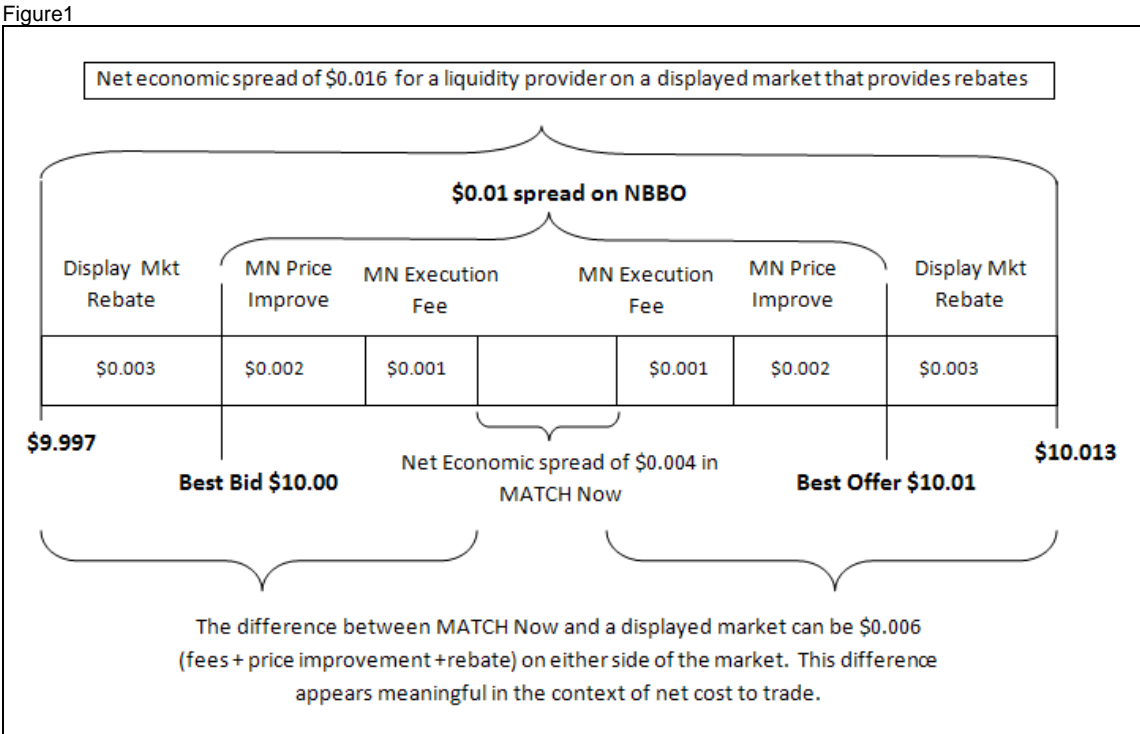 Figure1
Net economic spread of $0.016 for a liquidity provider on a displayed market that provides rebates
$0.01 spread on NBBO
Display Mkt
Rebate
MN Price
Improve
MN Execution
Fee
MN Execution
Fee
MN Price
Improve
Display Mkt
Rebate
$0.003
$0.002
$0.001
$0.001
$0.002
$0.003
$9.997
Best Bid $10.00
Net Economic spread of $0.004 in
MATCH Now
Best Offer $10.01
$10.013
The difference between MATCH Now and a displayed market can be $0.006
(fees + price improvement +rebate) on either side of the market. This difference
appears meaningful in the context of net cost to trade.